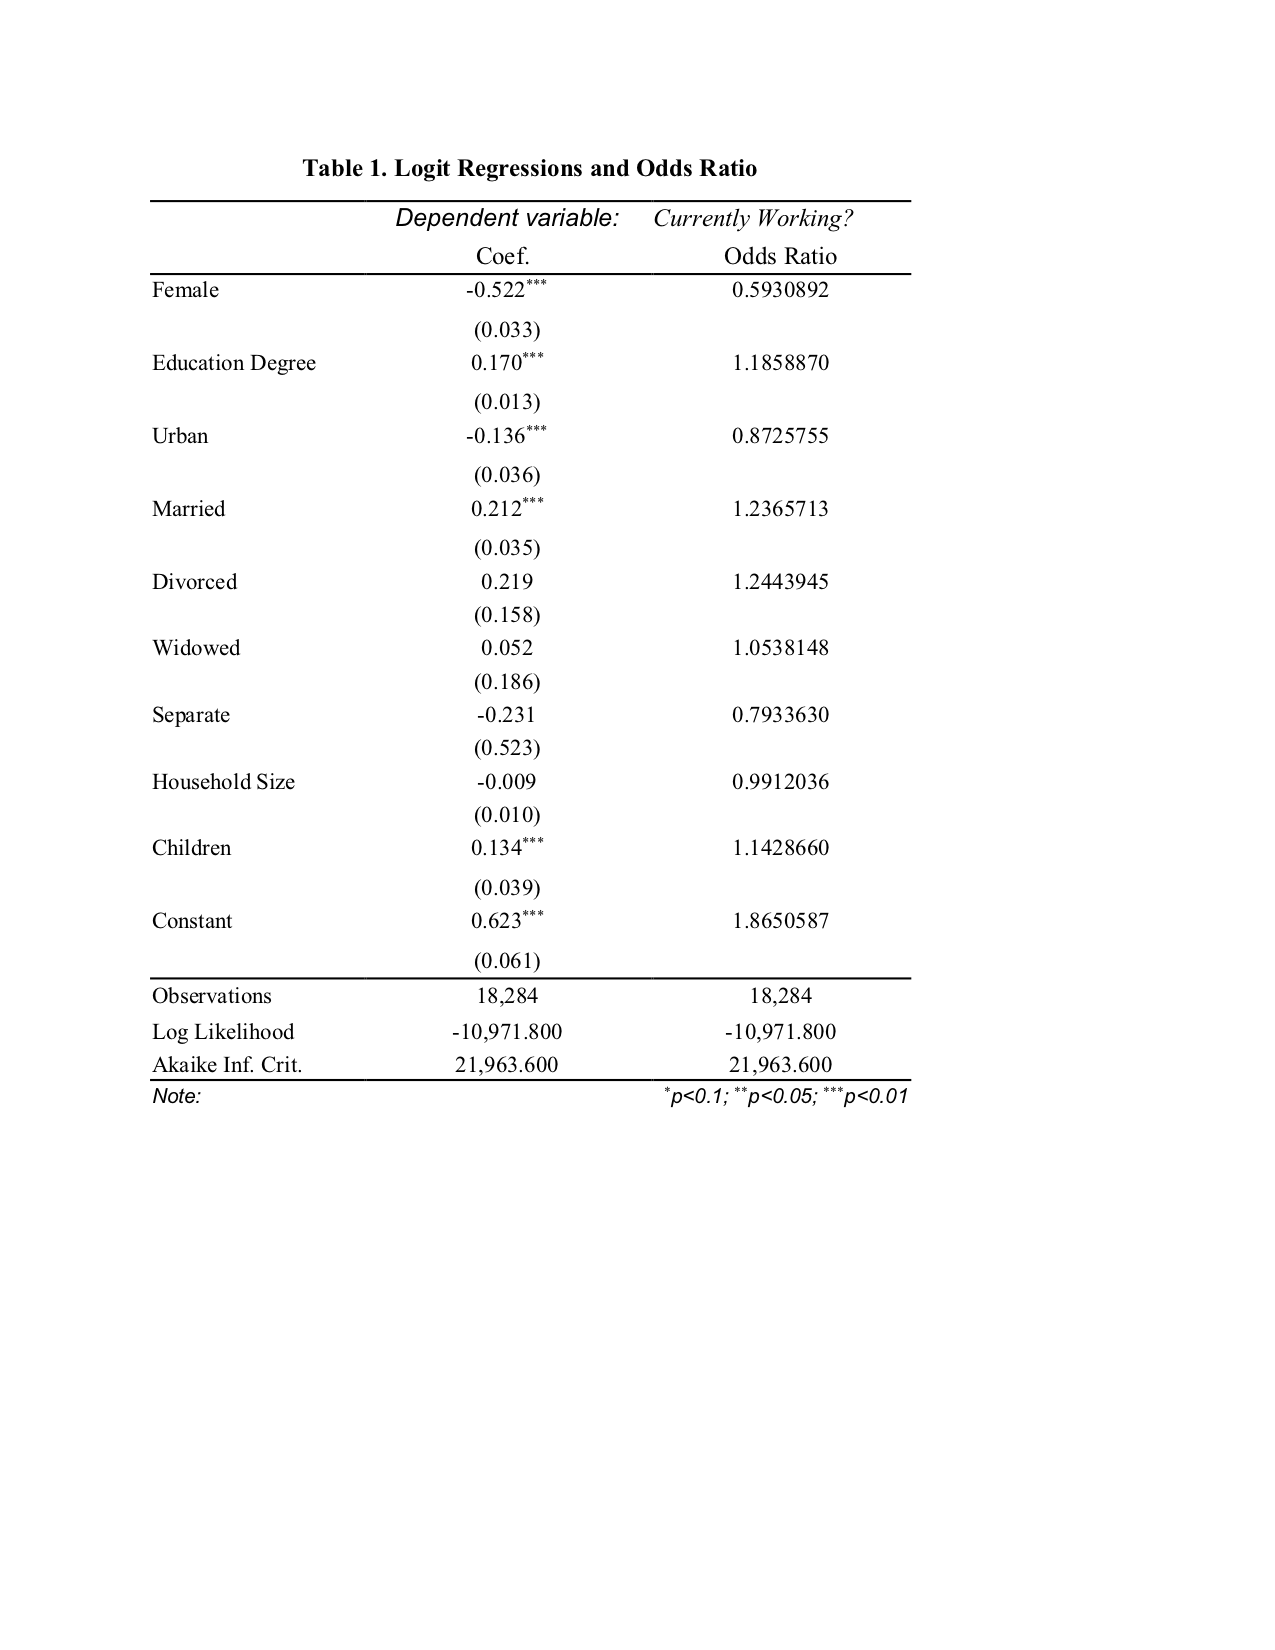 Table 1. Logit Regressions and Odds Ratio
Dependent variable: Currently Working?
Coef. Odds Ratio
Female -0.522*** 0.5930892
(0.033)
Education Degree 0.170*** 1.1858870
(0.013)
Urban -0.136*** 0.8725755
(0.036)
Married 0.212*** 1.2365713
(0.035)
Divorced 0.219 1.2443945
(0.158)
Widowed 0.052 1.0538148
(0.186)
Separate -0.231 0.7933630
(0.523)
Household Size -0.009 0.9912036
(0.010)
Children 0.134*** 1.1428660
(0.039)
Constant 0.623*** 1.8650587
(0.061)
Observations 18,284 18,284
Log Likelihood -10,971.800 -10,971.800
Akaike Inf. Crit. 21,963.600 21,963.600
Note: *p<0.1; **p<0.05; ***p<0.01